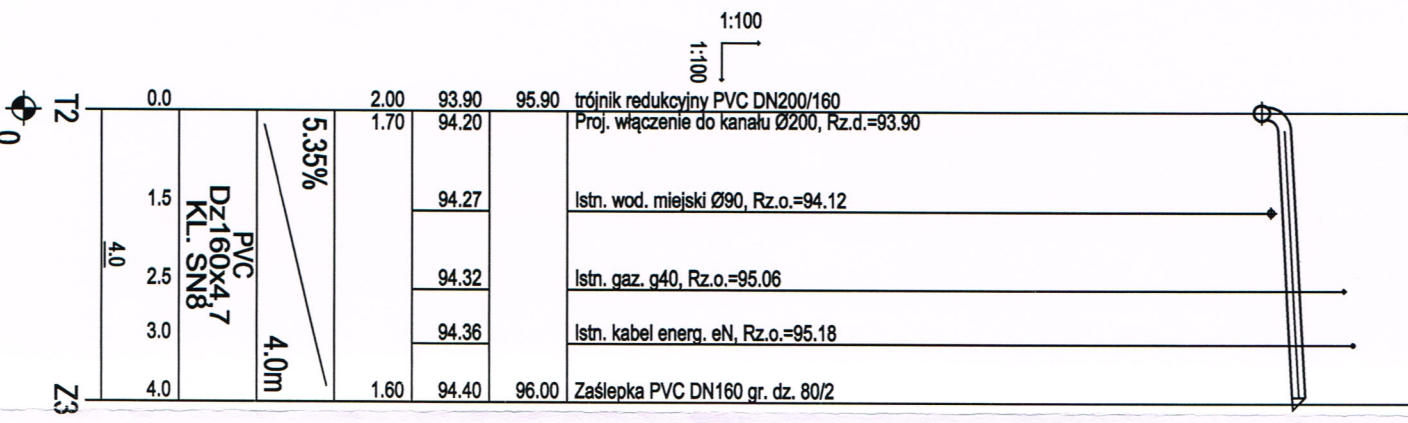 1:100
1:100
T2 0.0 2.00 93.90 95.90 trójnik redukcyjny PVC DN200/160
1.70 94.20 Proj. włączenie do kanału Ø200, Rz.d.=93.90
0
5.35%
1.5 94.27 Istn. wod. miejski Ø90, Rz.o.=94.12
PVC
Dz160x4,7
KL. SN8
4.0
2.5 94.32 Istn. gaz. g40, Rz.o.=95.06
3.0 94.36 Istn. kabel energ. eN, Rz.o.=95.18
4.0m
Z3 4.0 1.60 94.40 96.00 Zaślepka PVC DN160 gr. dz. 80/2